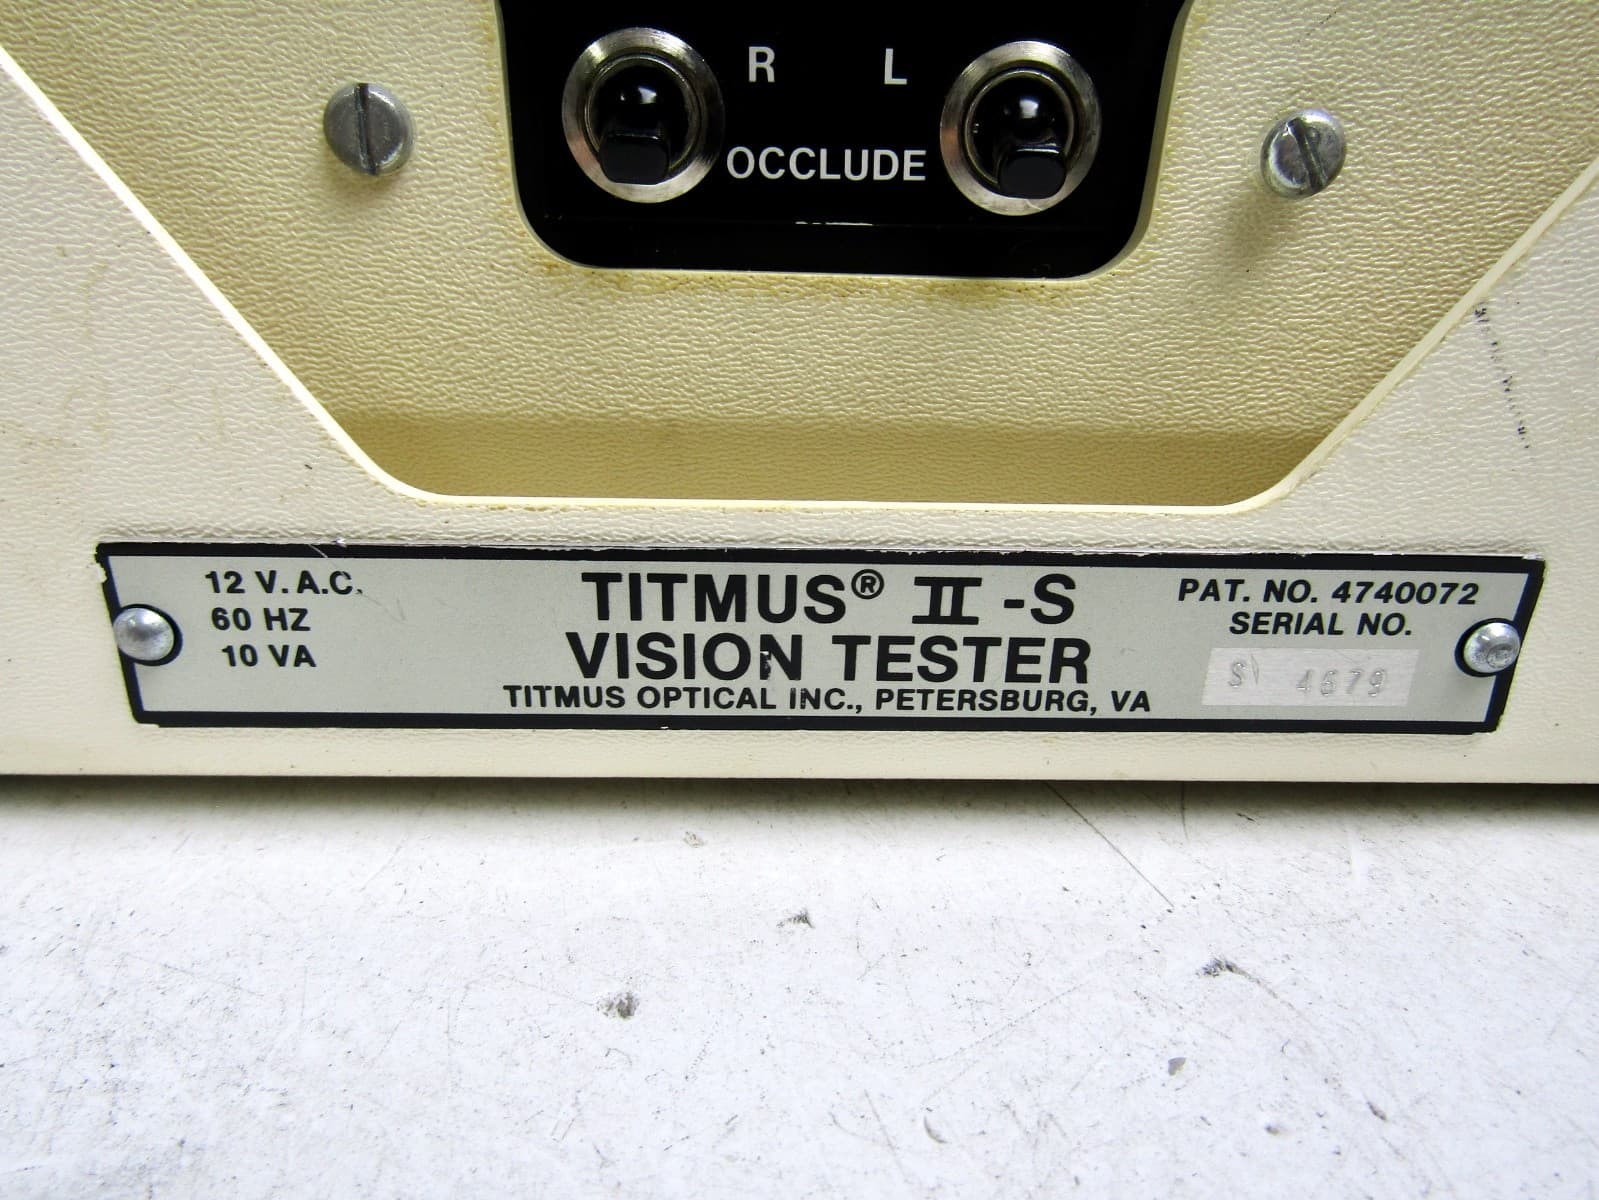 R L
OCCLUDE
12 V.A.C.
60 HZ
10 VA
TITMUS® II -S
VISION TESTER
TITMUS OPTICAL INC., PETERSBURG, VA
PAT. NO. 4740072
SERIAL NO.
4679